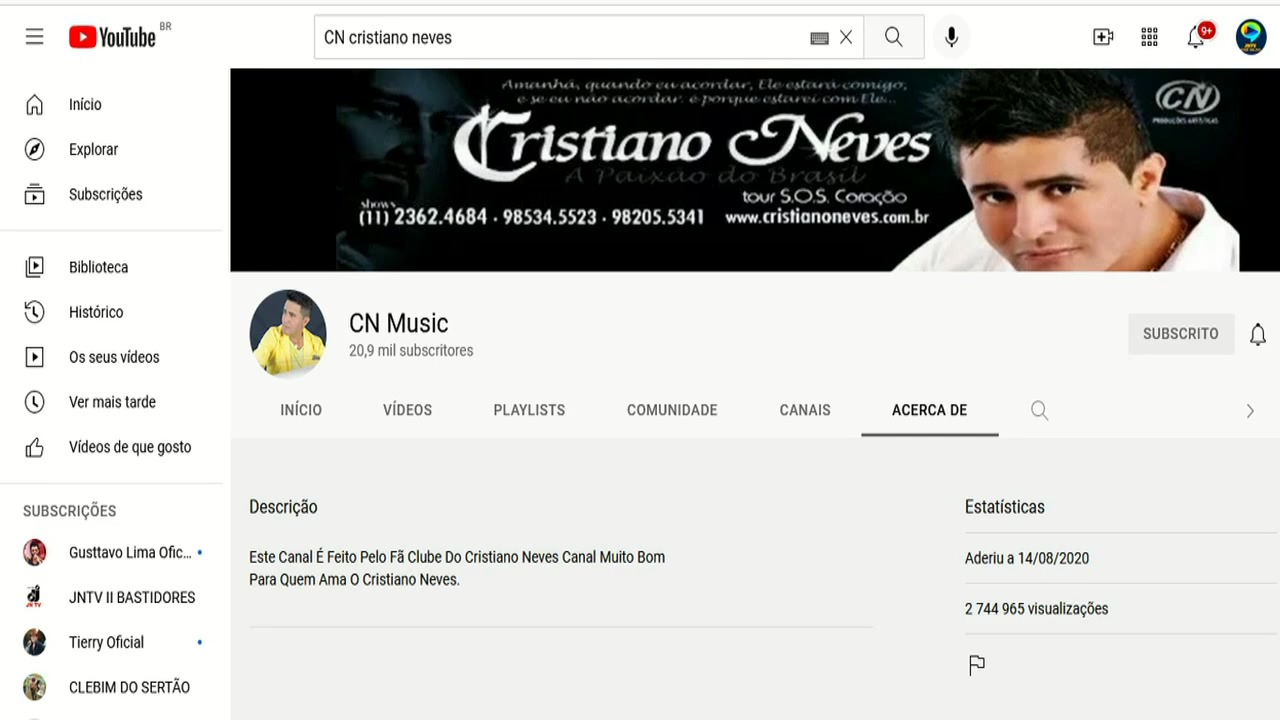 YouTube BR
CN cristiano neves
9+
Início
Explorar
Subscrições
Biblioteca
Histórico
Os seus vídeos
Ver mais tarde
Vídeos de que gosto
SUBSCRIÇÕES
Gusttavo Lima Ofic...
JNTV II BASTIDORES
Tierry Oficial
CLEBIM DO SERTÃO
Amanhã, quando eu acordar, Ele estará comigo;
e se eu não acordar. é porque estarei com Ele...
Cristiano Neves
A Paixão do Brasil
tour S.O.S. Coração
shows
(11) 2362.4684 · 98534.5523 · 98205.5341 www.cristianoneves.com.br
CN
PRODUÇÕES ARTÍSTICAS
CN Music
20,9 mil subscritores
SUBSCRITO
INÍCIO VÍDEOS PLAYLISTS COMUNIDADE CANAIS ACERCA DE
Descrição
Este Canal É Feito Pelo Fã Clube Do Cristiano Neves Canal Muito Bom
Para Quem Ama O Cristiano Neves.
Estatísticas
Aderiu a 14/08/2020
2 744 965 visualizações